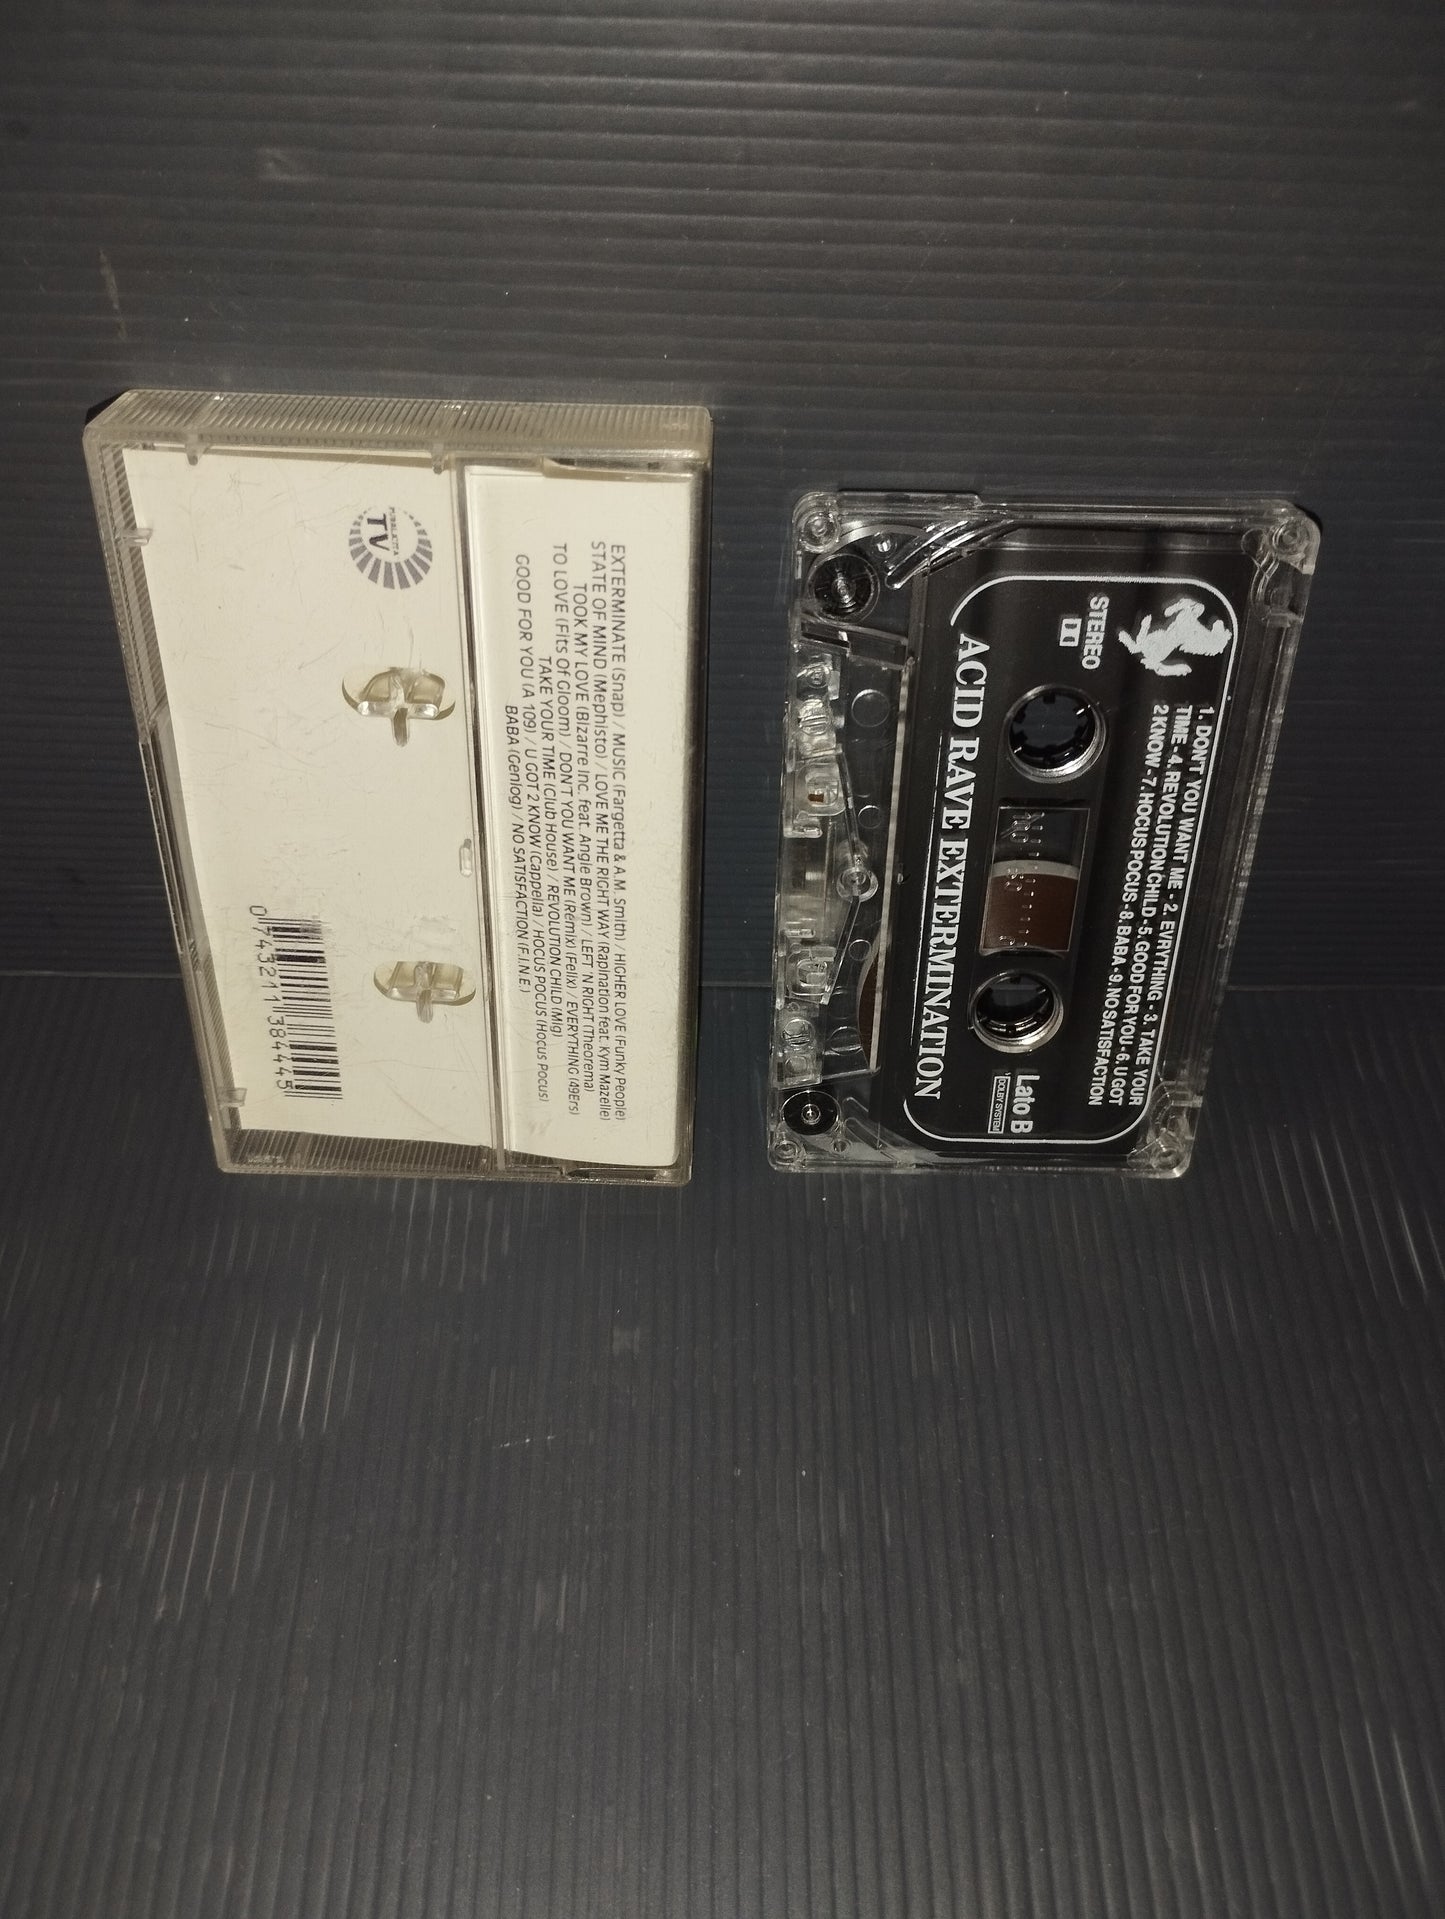 EXTERMINATE (Snap) / MUSIC (Fargetta & A.M. Smith) / HIGHER LOVE (Funky People)
STATE OF MIND (Mephisto) / LOVE ME THE RIGHT WAY (Rapination feat. Kym Mazelle)
TOOK MY LOVE (Bizarre Inc. feat. Angle Brown) / LEFT 'N RIGHT (Theorema)
TO LOVE (Fits Of Gloom) / DON'T YOU WANT ME (Remix) (Felix) / EVERYTHING (49Ers)
TAKE YOUR TIME (Club House) / REVOLUTION CHILD (Mig)
GOOD FOR YOU (A 109) / U GOT 2 KNOW (Cappella) / HOCUS POCUS (Hocus Pocus)
BABA (Genlog) / NO SATISFACTION (F.I.N.E.)
TV
0 743211 384445
1. DON'T YOU WANT ME - 2. EVRYTHING - 3. TAKE YOUR
TIME - 4. REVOLUTION CHILD - 5. GOOD FOR YOU - 6. U GOT
2 KNOW - 7. HOCUS POCUS - 8. BABA - 9. NO SATISFACTION
STEREO
Lato B
DOLBY SYSTEM
ACID RAVE EXTERMINATION